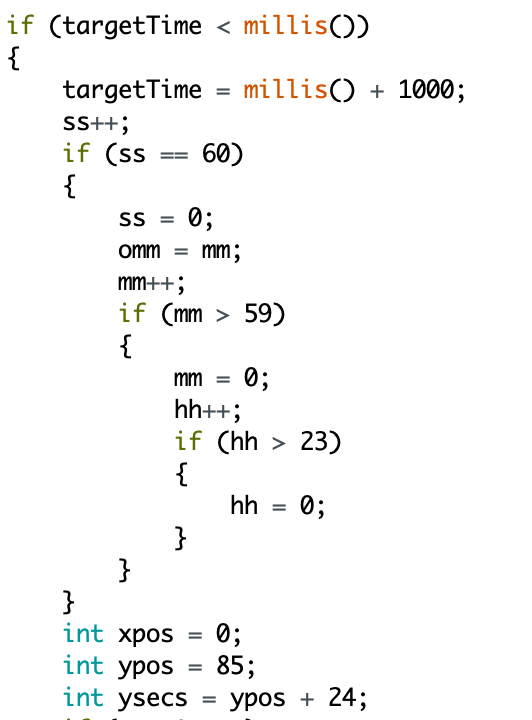 if (targetTime < millis())
{
    targetTime = millis() + 1000;
    ss++;
    if (ss == 60)
    {
        ss = 0;
        omm = mm;
        mm++;
        if (mm > 59)
        {
            mm = 0;
            hh++;
            if (hh > 23)
            {
                hh = 0;
            }
        }
    }
    int xpos = 0;
    int ypos = 85;
    int ysecs = ypos + 24;